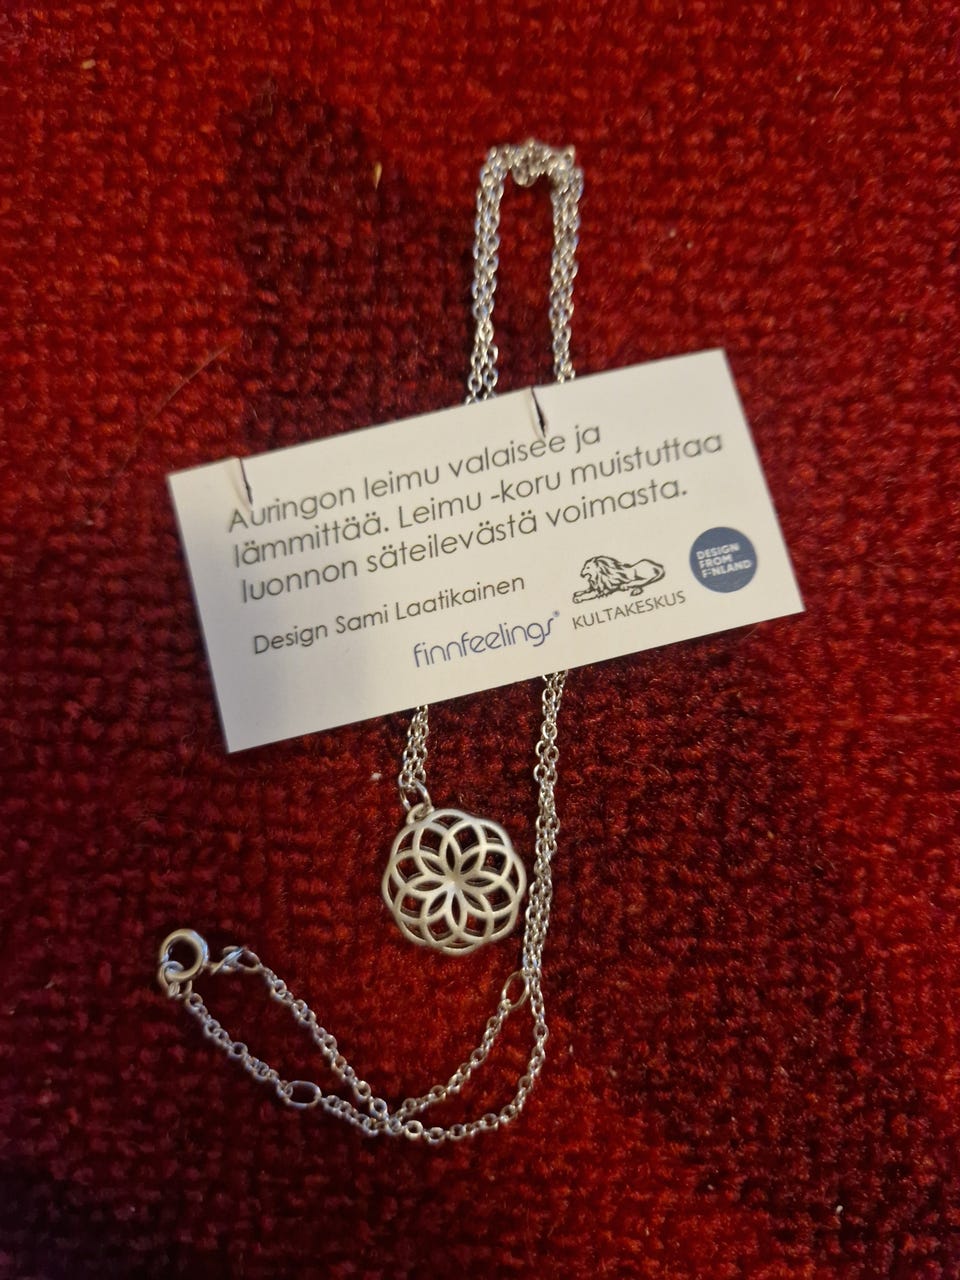 Auringon leimu valaisee ja
lämmittää. Leimu -koru muistuttaa
luonnon säteilevästä voimasta.
Design Sami Laatikainen
finnfeelings®
KULTAKESKUS
DESIGN
FROM
FINLAND